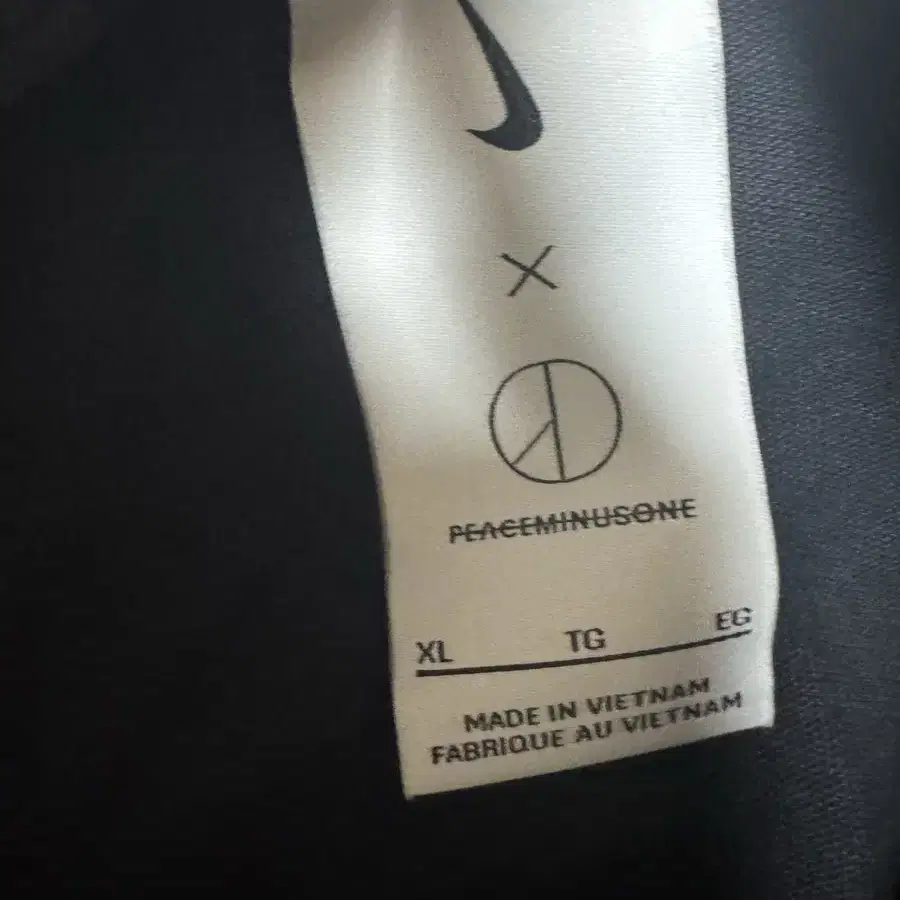 ×
PEACEMINUSONE
XL TG EG
MADE IN VIETNAM
FABRIQUE AU VIETNAM